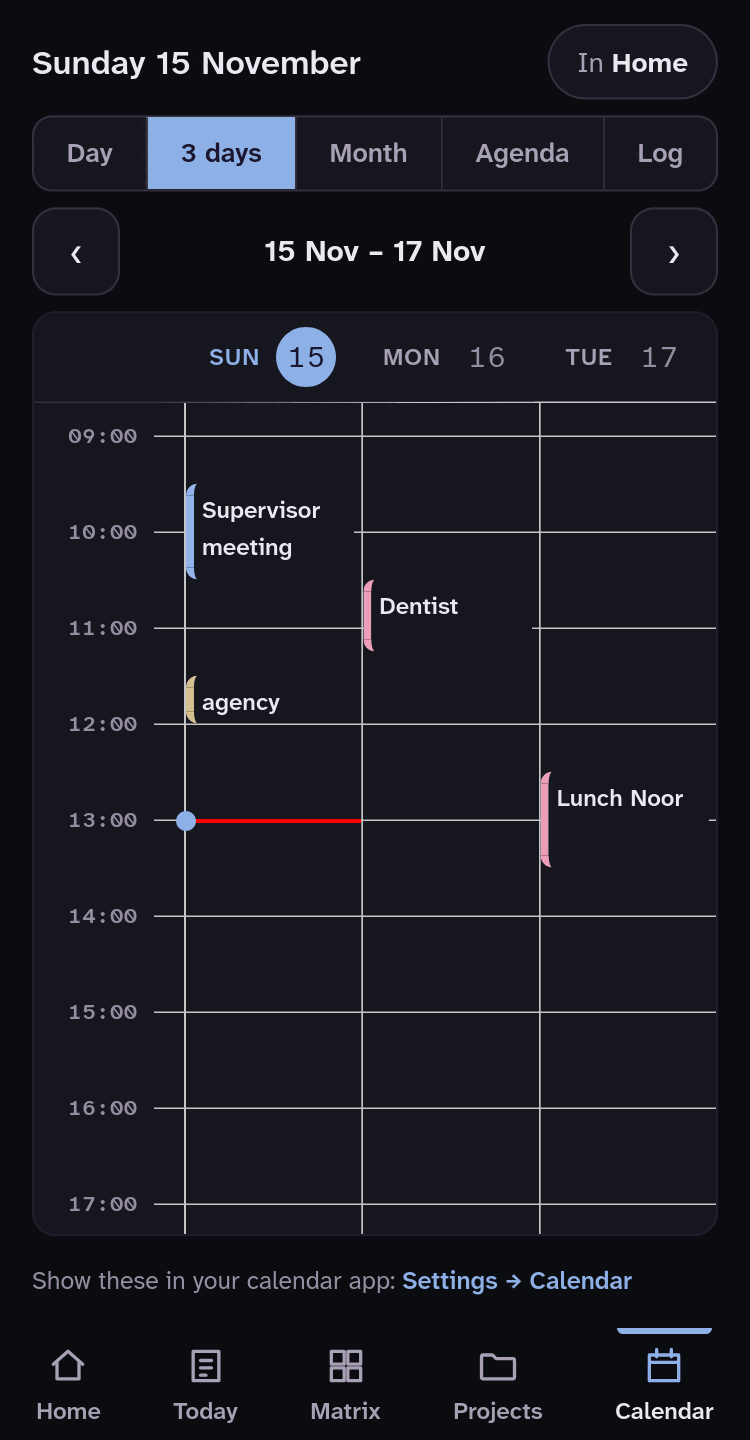 Sunday 15 November
In Home
Day 3 days Month Agenda Log
‹ 15 Nov – 17 Nov ›
SUN 15 MON 16 TUE 17
09:00
Supervisor
10:00
meeting
Dentist
11:00
agency
12:00
Lunch Noor
13:00
14:00
15:00
16:00
17:00
Show these in your calendar app: Settings → Calendar
Home Today Matrix Projects Calendar